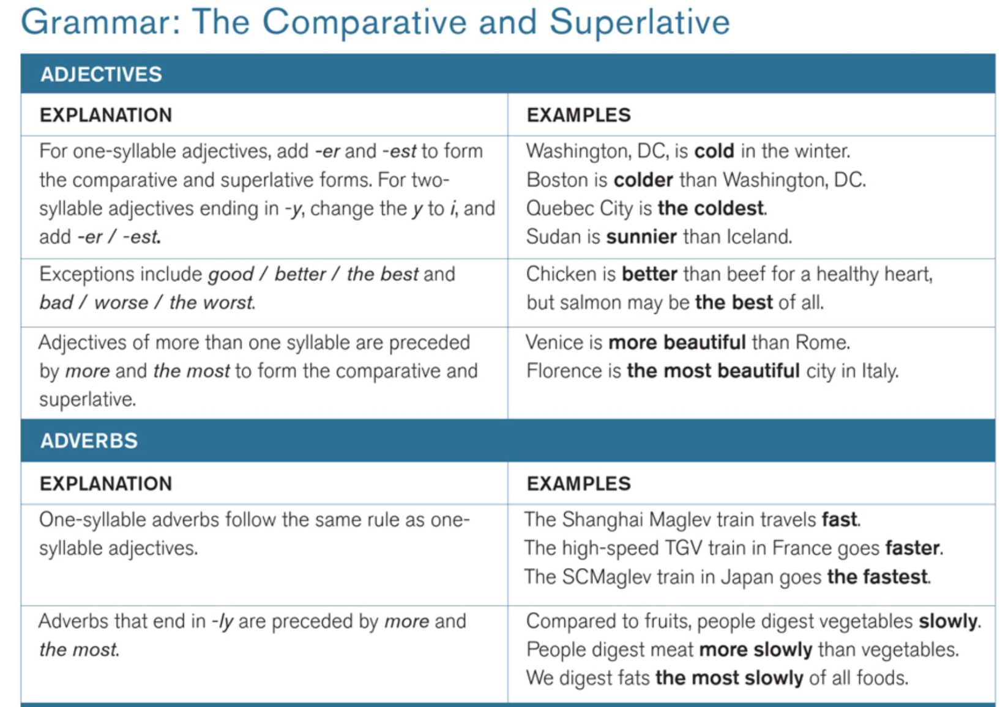 Grammar: The Comparative and Superlative
ADJECTIVES
EXPLANATION
EXAMPLES
For one-syllable adjectives, add -er and -est to form
the comparative and superlative forms. For two-
syllable adjectives ending in -y, change the y to i, and
add -er / -est.
Washington, DC, is cold in the winter.
Boston is colder than Washington, DC.
Quebec City is the coldest.
Sudan is sunnier than Iceland.
Exceptions include good / better / the best and
bad / worse / the worst.
Chicken is better than beef for a healthy heart,
but salmon may be the best of all.
Adjectives of more than one syllable are preceded
by more and the most to form the comparative and
superlative.
Venice is more beautiful than Rome.
Florence is the most beautiful city in Italy.
ADVERBS
EXPLANATION
EXAMPLES
One-syllable adverbs follow the same rule as one-
syllable adjectives.
The Shanghai Maglev train travels fast.
The high-speed TGV train in France goes faster.
The SCMaglev train in Japan goes the fastest.
Adverbs that end in -ly are preceded by more and
the most.
Compared to fruits, people digest vegetables slowly.
People digest meat more slowly than vegetables.
We digest fats the most slowly of all foods.